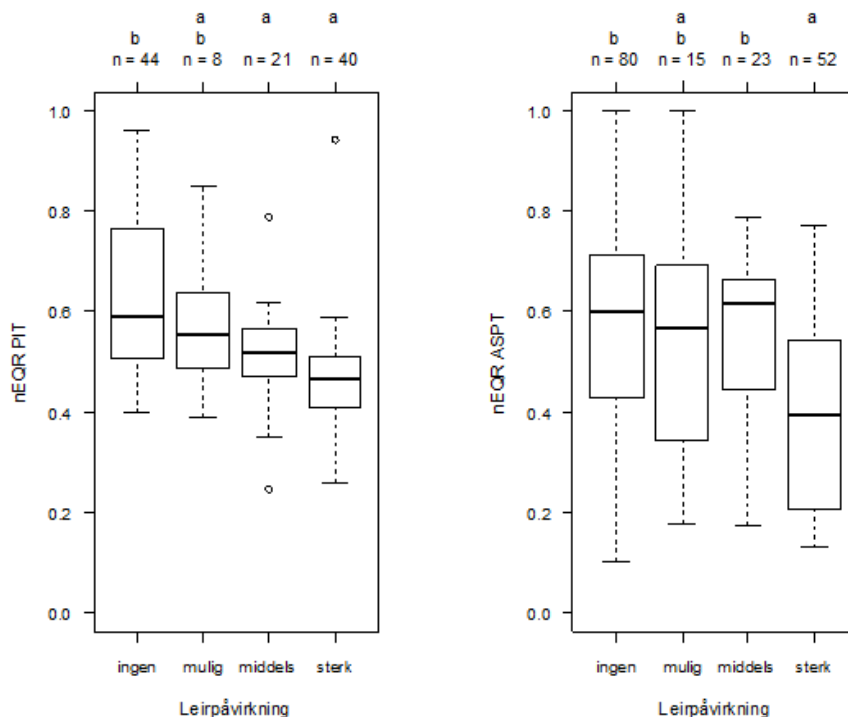 a a a
b b
n = 44 n = 8 n = 21 n = 40
nEQR PIT
1.0
0.8
0.6
0.4
0.2
0.0
ingen mulig middels sterk
Leirpåvirkning
a a
b b b
n = 80 n = 15 n = 23 n = 52
nEQR ASPT
1.0
0.8
0.6
0.4
0.2
0.0
ingen mulig middels sterk
Leirpåvirkning